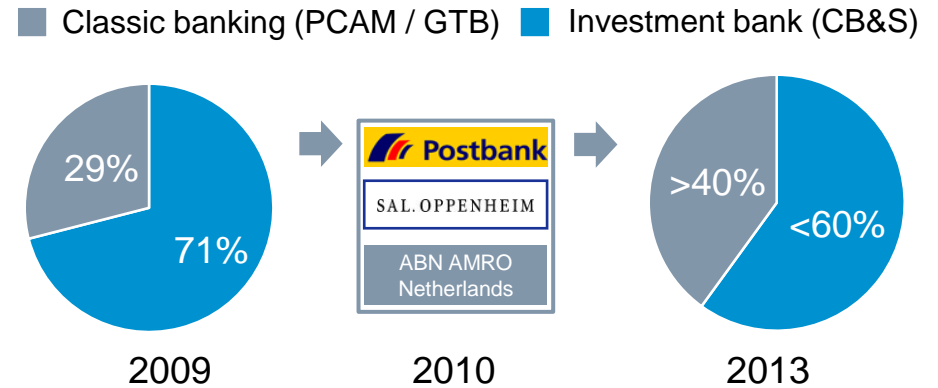 Classic banking (PCAM / GTB) Investment bank (CB&S)
29%
71%
Postbank
SAL. OPPENHEIM
ABN AMRO
Netherlands
>40%
<60%
2009 2010 2013